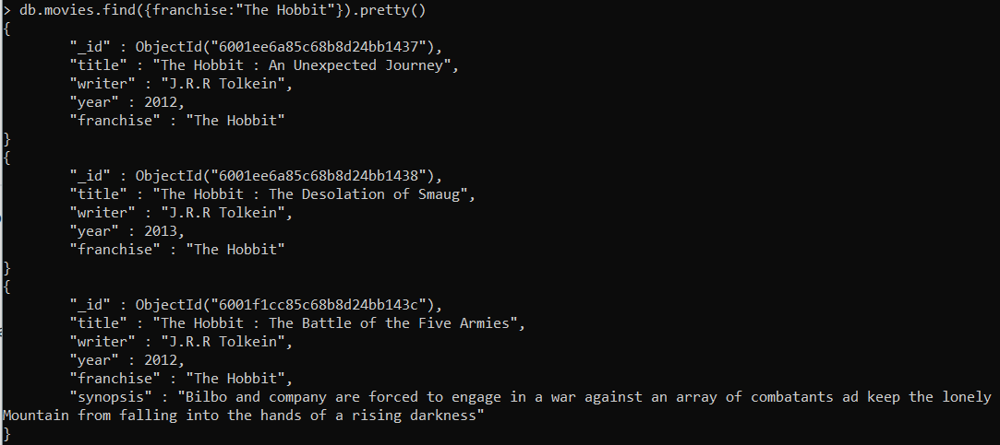 > db.movies.find({franchise:"The Hobbit"}).pretty()
{
        "_id" : ObjectId("6001ee6a85c68b8d24bb1437"),
        "title" : "The Hobbit : An Unexpected Journey",
        "writer" : "J.R.R Tolkein",
        "year" : 2012,
        "franchise" : "The Hobbit"
}
{
        "_id" : ObjectId("6001ee6a85c68b8d24bb1438"),
        "title" : "The Hobbit : The Desolation of Smaug",
        "writer" : "J.R.R Tolkein",
        "year" : 2013,
        "franchise" : "The Hobbit"
}
{
        "_id" : ObjectId("6001f1cc85c68b8d24bb143c"),
        "title" : "The Hobbit : The Battle of the Five Armies",
        "writer" : "J.R.R Tolkein",
        "year" : 2012,
        "franchise" : "The Hobbit",
        "synopsis" : "Bilbo and company are forced to engage in a war against an array of combatants ad keep the lonely
Mountain from falling into the hands of a rising darkness"
}